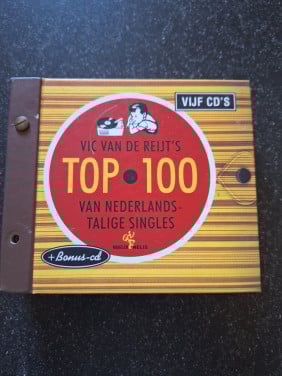 VIJF CD'S
VIC VAN DE REIJT'S
TOP 100
VAN NEDERLANDS-
TALIGE SINGLES
+Bonus-cd